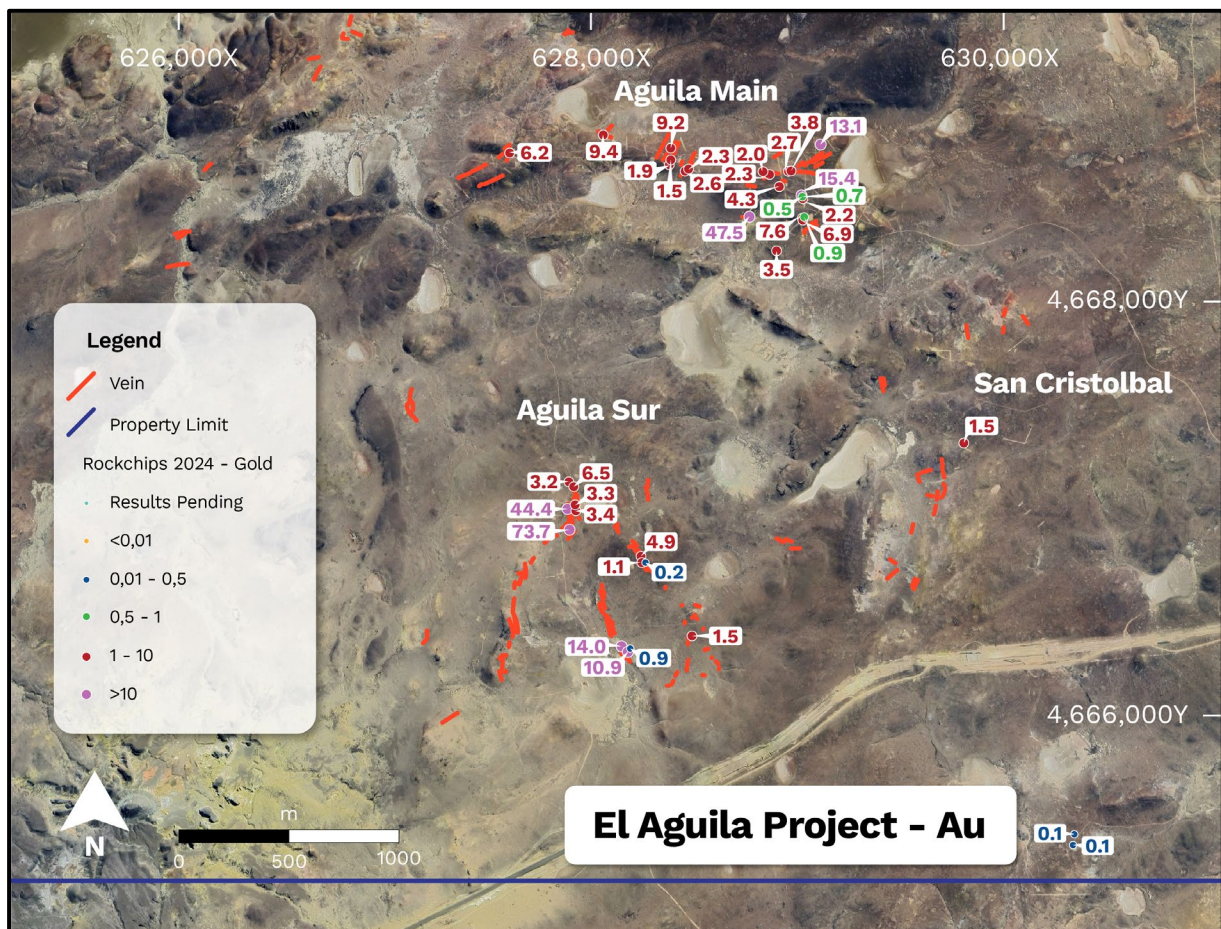 626,000X
628,000X
630,000X
Aguila Main
9.2
3.8
13.1
2.7
6.2
9.4
2.3
2.0
1.9
2.6
2.3
1.5
15.4
4.3
0.7
0.5
2.2
47.5
7.6
6.9
0.9
3.5
4,668,000Y
San Cristolbal
Aguila Sur
1.5
3.2
6.5
3.3
44.4
3.4
73.7
4.9
1.1
0.2
14.0
1.5
0.9
10.9
4,666,000Y
Legend
Vein
Property Limit
Rockchips 2024 - Gold
Results Pending
<0,01
0,01 - 0,5
0,5 - 1
1 - 10
>10
N
m
0
500
1000
El Aguila Project - Au
0.1
0.1